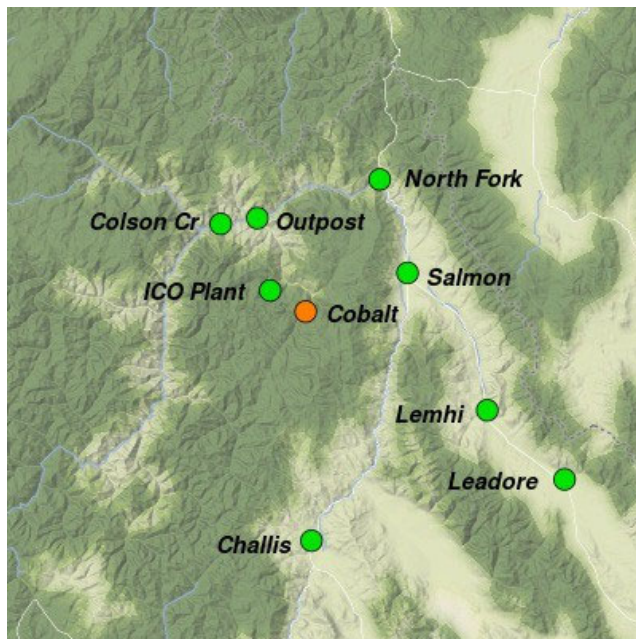 North Fork
Colson Cr
Outpost
Salmon
ICO Plant
Cobalt
Lemhi
Leadore
Challis